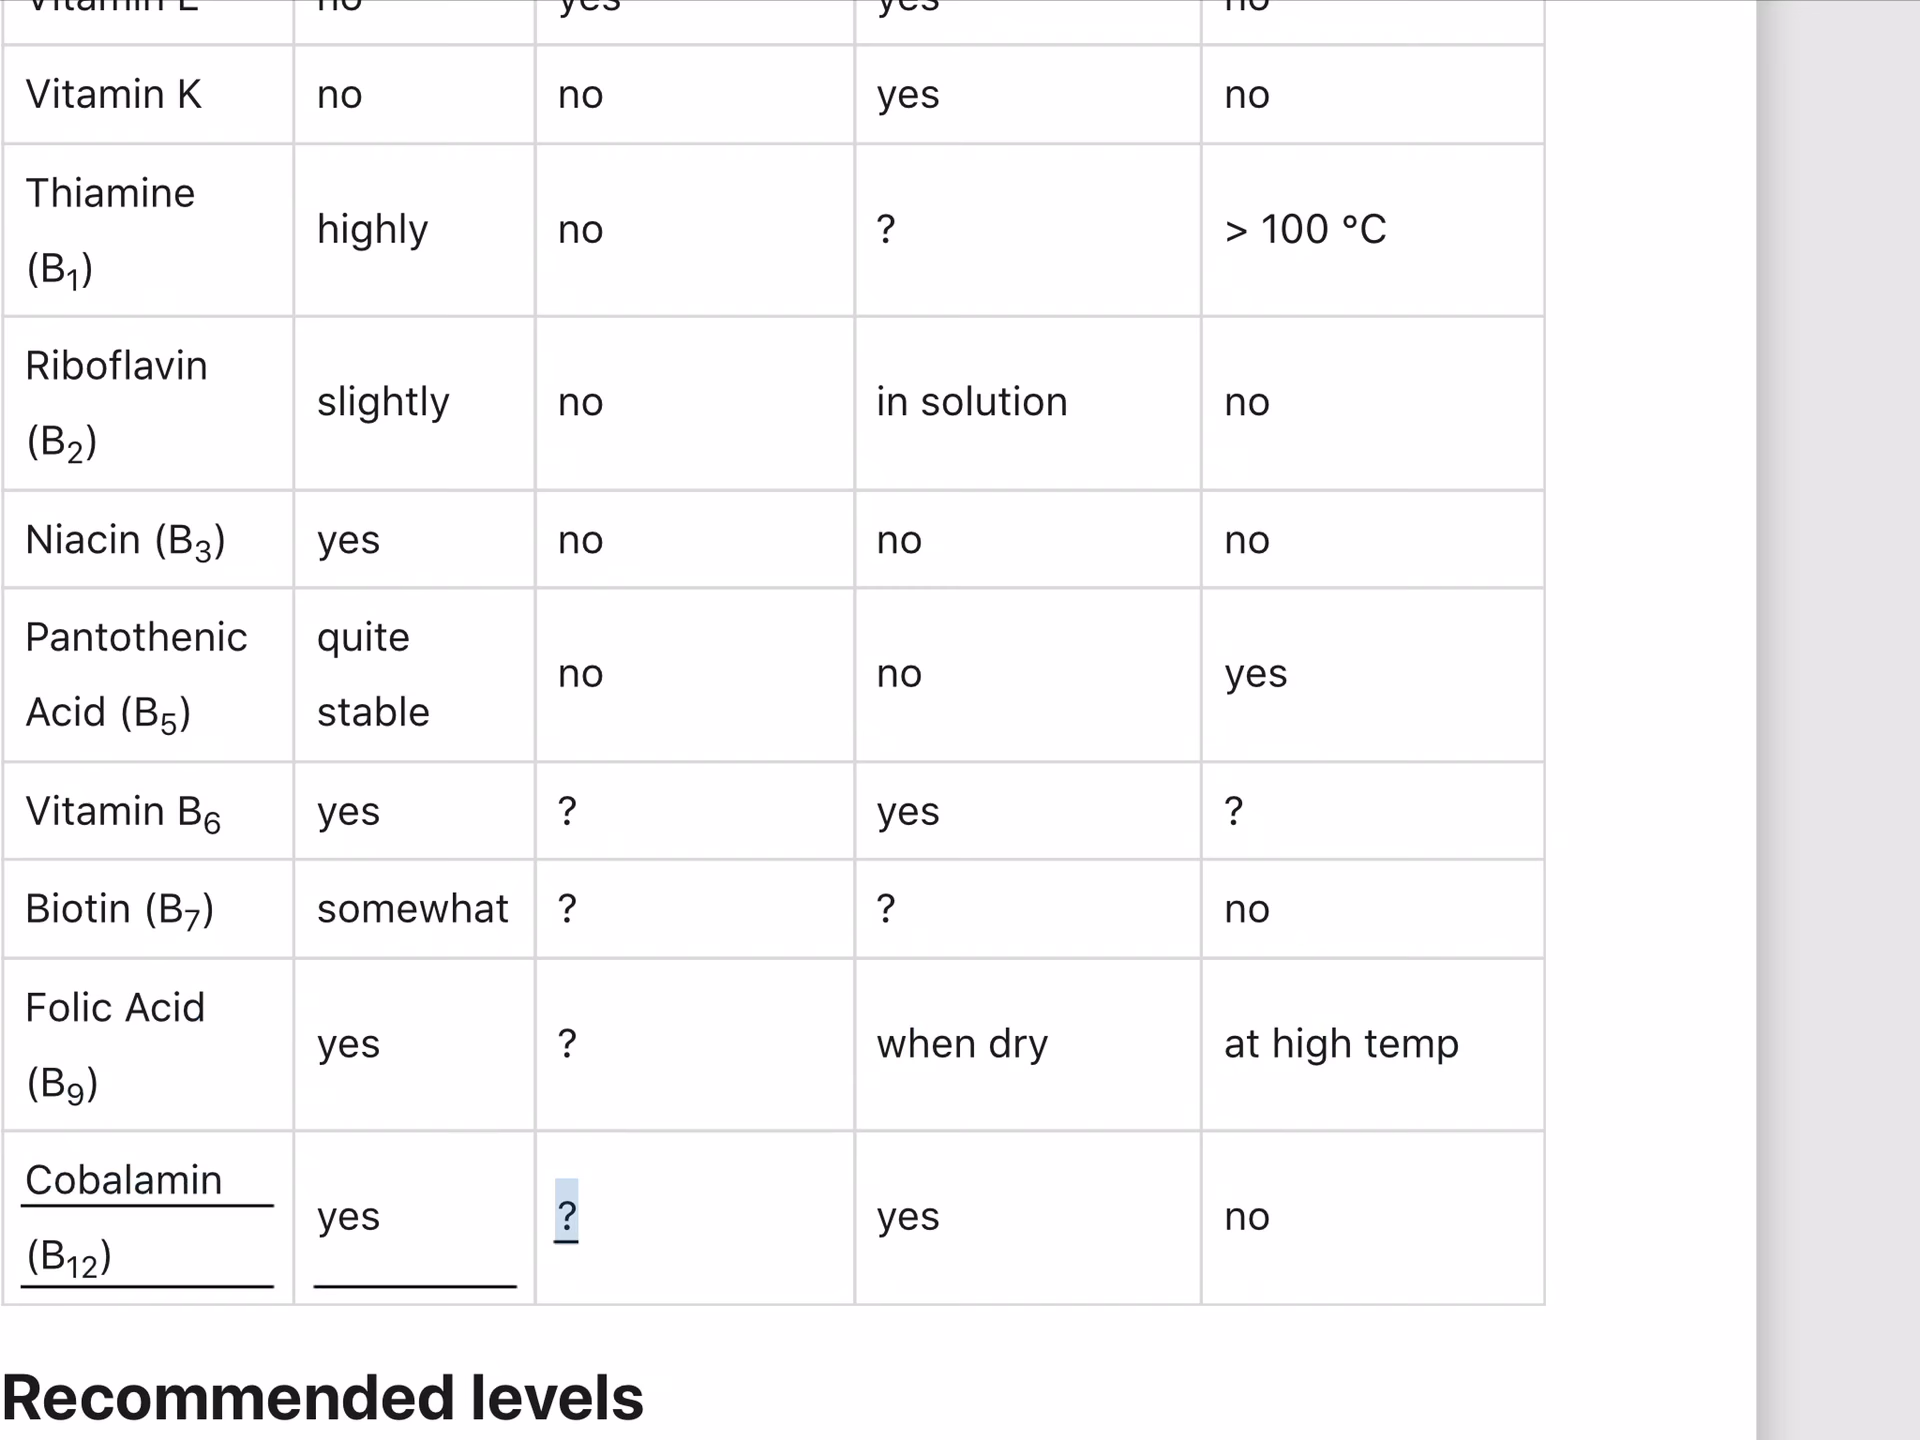 Vitamin K no no yes no
Thiamine
(B₁) highly no ? > 100 °C
Riboflavin
(B₂) slightly no in solution no
Niacin (B₃) yes no no no
Pantothenic quite
Acid (B₅) stable no no yes
Vitamin B₆ yes ? yes ?
Biotin (B₇) somewhat ? ? no
Folic Acid
(B₉) yes ? when dry at high temp
Cobalamin
(B₁₂) yes ? yes no
Recommended levels